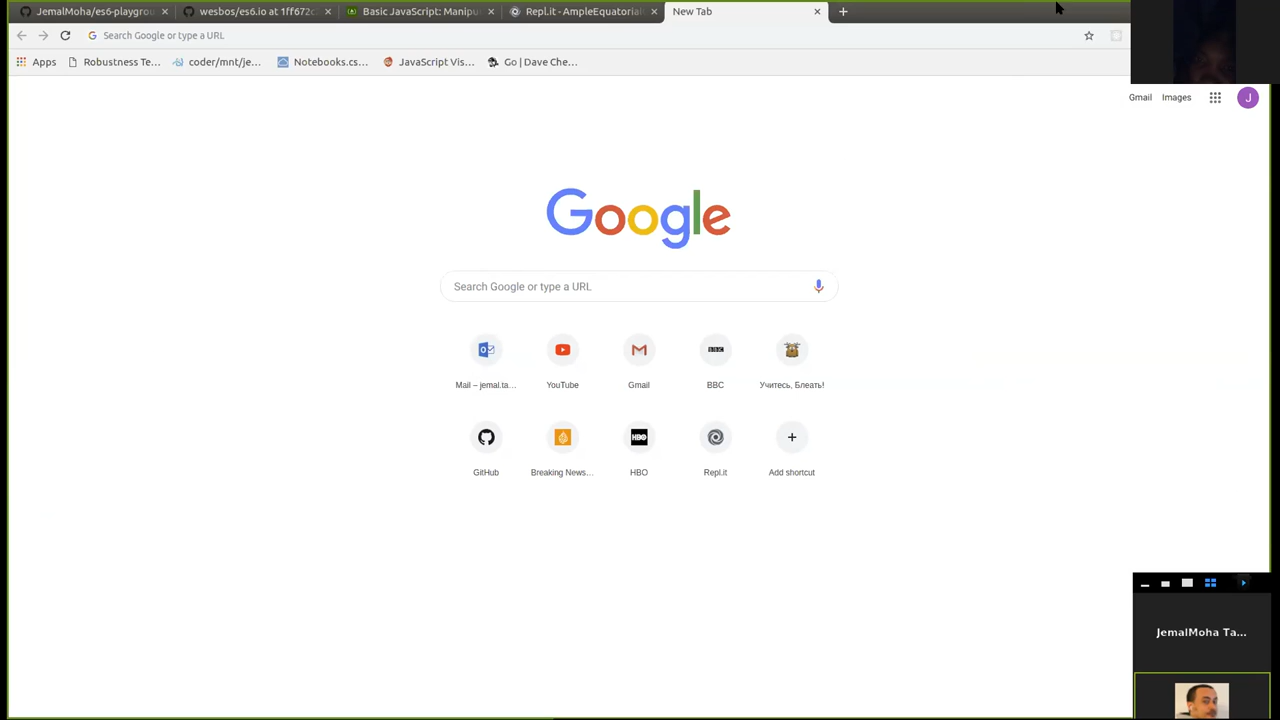 JemalMoha/es6-playgrou
wesbos/es6.io at 1ff672c
Basic JavaScript: Manipu
Repl.it - AmpleEquatorial
New Tab
Search Google or type a URL
Apps
Robustness Te...
coder/mnt/je...
Notebooks.cs...
JavaScript Vis...
Go | Dave Che...
Gmail
Images
J
Google
Search Google or type a URL
Mail – jemal.ta...
YouTube
Gmail
BBC
Учитесь, Блеать!
GitHub
Breaking News...
HBO
Repl.it
Add shortcut
JemalMoha Ta...